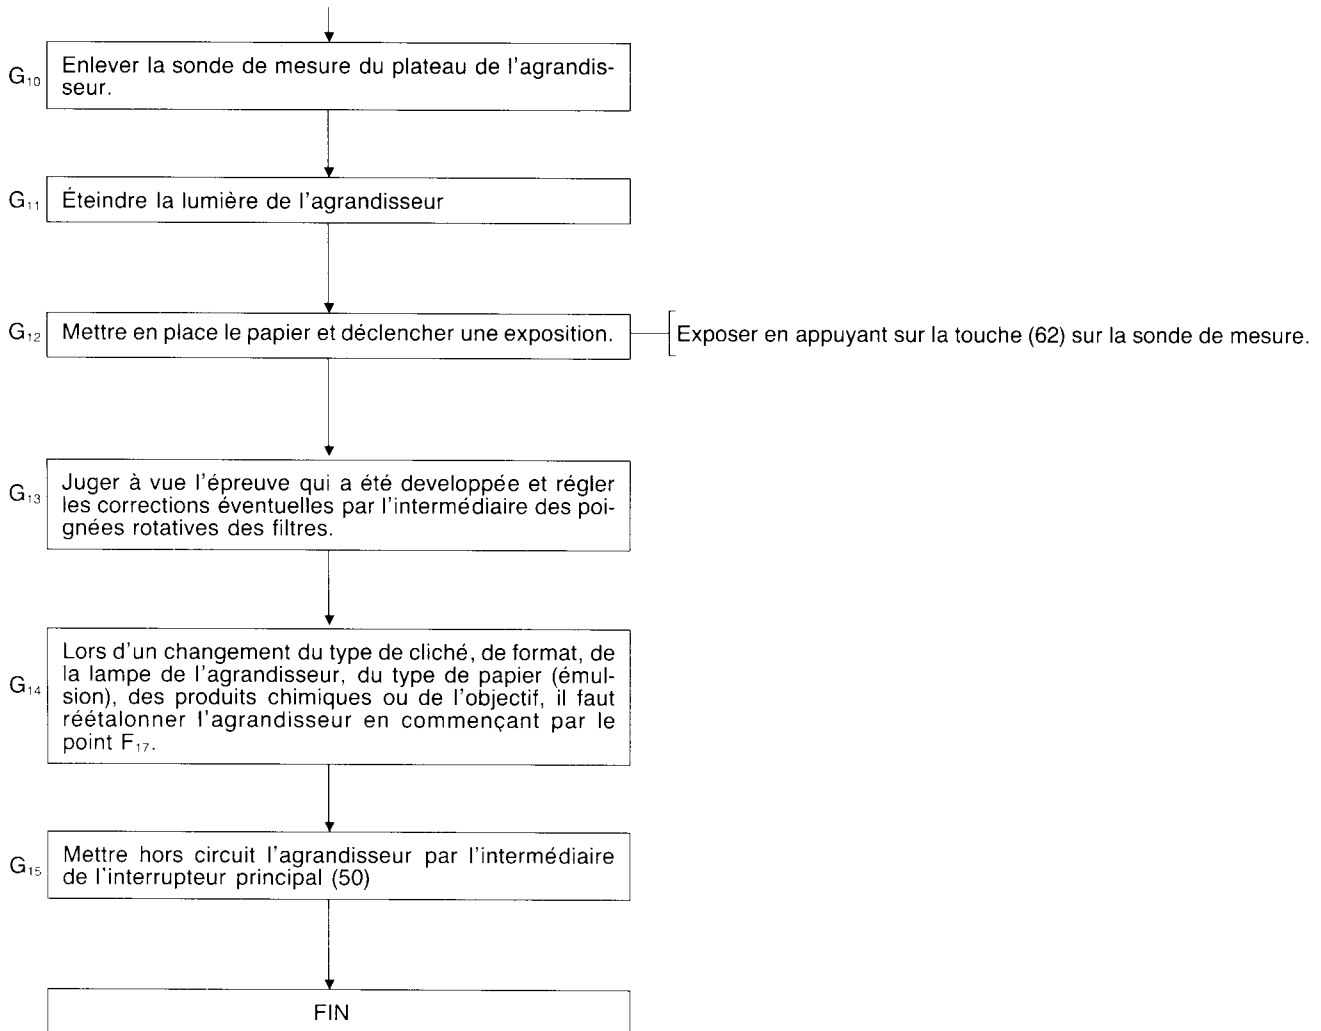 G₁₀ Enlever la sonde de mesure du plateau de l'agrandis-
seur.
G₁₁ Éteindre la lumière de l'agrandisseur
G₁₂ Mettre en place le papier et déclencher une exposition. Exposer en appuyant sur la touche (62) sur la sonde de mesure.
G₁₃ Juger à vue l'épreuve qui a été developpée et régler
les corrections éventuelles par l'intermédiaire des poi-
gnées rotatives des filtres.
G₁₄ Lors d'un changement du type de cliché, de format, de
la lampe de l'agrandisseur, du type de papier (émul-
sion), des produits chimiques ou de l'objectif, il faut
réétalonner l'agrandisseur en commençant par le
point F₁₇.
G₁₅ Mettre hors circuit l'agrandisseur par l'intermédiaire
de l'interrupteur principal (50)
FIN